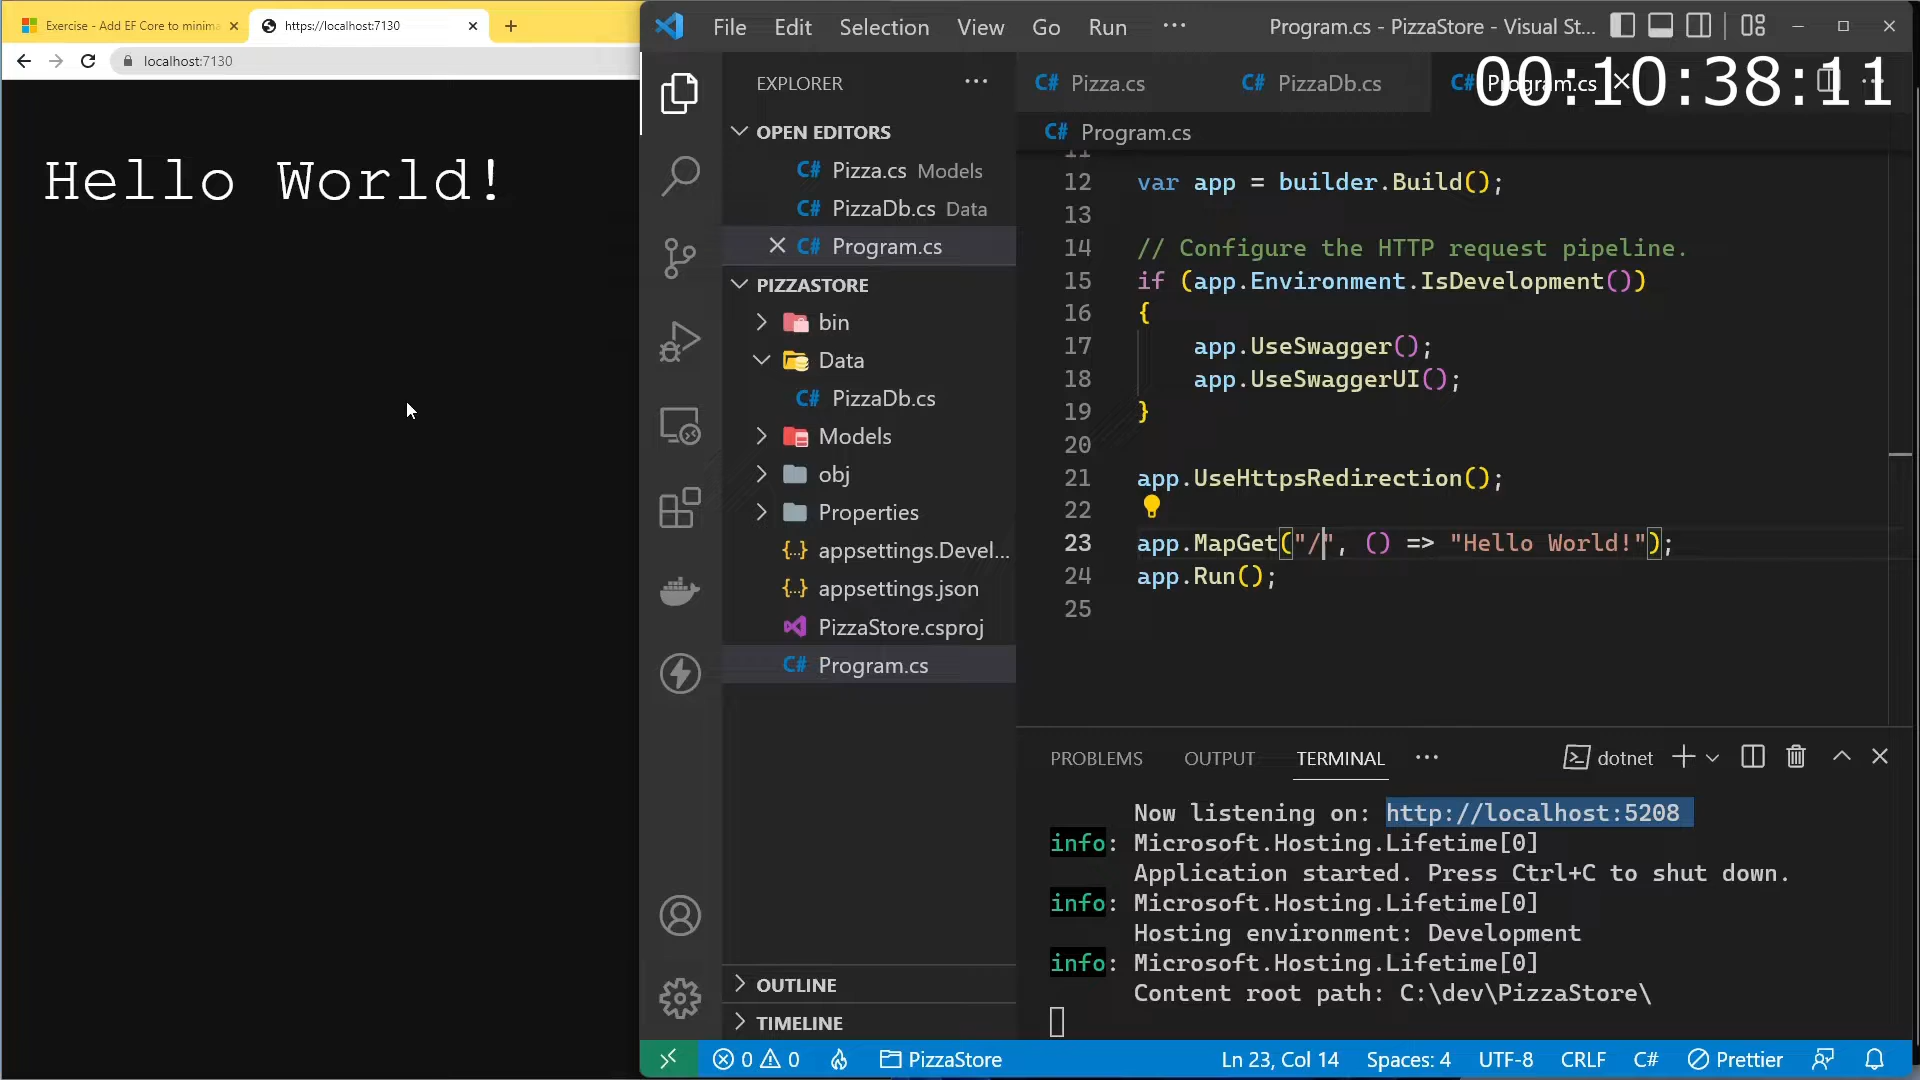 Exercise - Add EF Core to minima
https://localhost:7130
localhost:7130
Hello World!
File Edit Selection View Go Run ···
Program.cs - PizzaStore - Visual St...
00:10:38:11
EXPLORER
OPEN EDITORS
C# Pizza.cs Models
C# PizzaDb.cs Data
C# Program.cs
PIZZASTORE
bin
Data
C# PizzaDb.cs
Models
obj
Properties
{..} appsettings.Devel...
{..} appsettings.json
PizzaStore.csproj
C# Program.cs
OUTLINE
TIMELINE
C# Pizza.cs
C# PizzaDb.cs
C# Program.cs
C# Program.cs
11
12 var app = builder.Build();
13
14 // Configure the HTTP request pipeline.
15 if (app.Environment.IsDevelopment())
16 {
17 app.UseSwagger();
18 app.UseSwaggerUI();
19 }
20
21 app.UseHttpsRedirection();
22
23 app.MapGet("/", () => "Hello World!");
24 app.Run();
25
PROBLEMS OUTPUT TERMINAL ··· dotnet
Now listening on: http://localhost:5208
info: Microsoft.Hosting.Lifetime[0]
Application started. Press Ctrl+C to shut down.
info: Microsoft.Hosting.Lifetime[0]
Hosting environment: Development
info: Microsoft.Hosting.Lifetime[0]
Content root path: C:\dev\PizzaStore\
0 0 PizzaStore Ln 23, Col 14 Spaces: 4 UTF-8 CRLF C# Prettier